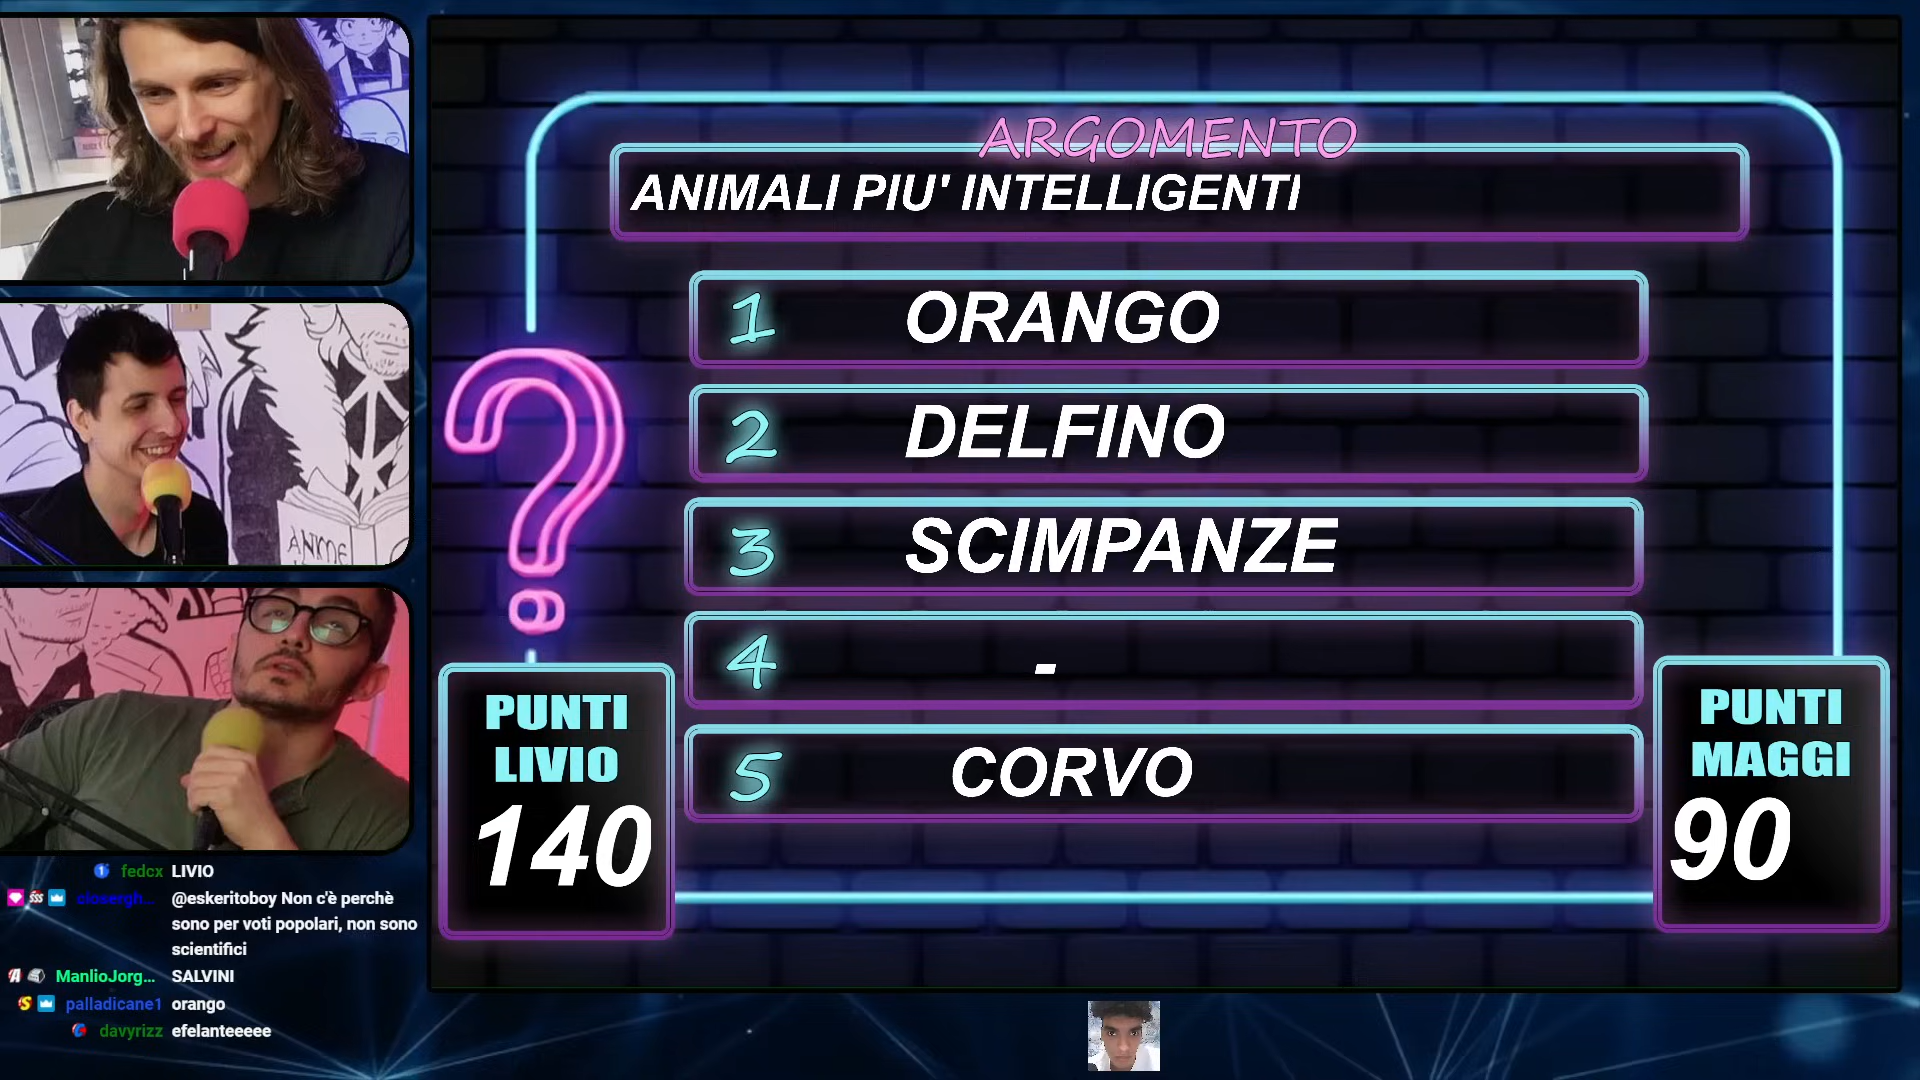 ARGOMENTO
ANIMALI PIU' INTELLIGENTI
1 ORANGO
2 DELFINO
3 SCIMPANZE
4 -
5 CORVO
PUNTI
LIVIO
140
PUNTI
MAGGI
90
ANIME
fedcx LIVIO
@eskeritoboy Non c'è perchè
sono per voti popolari, non sono
scientifici
ManlioJorg... SALVINI
palladicane1 orango
davyrizz efelanteeeee